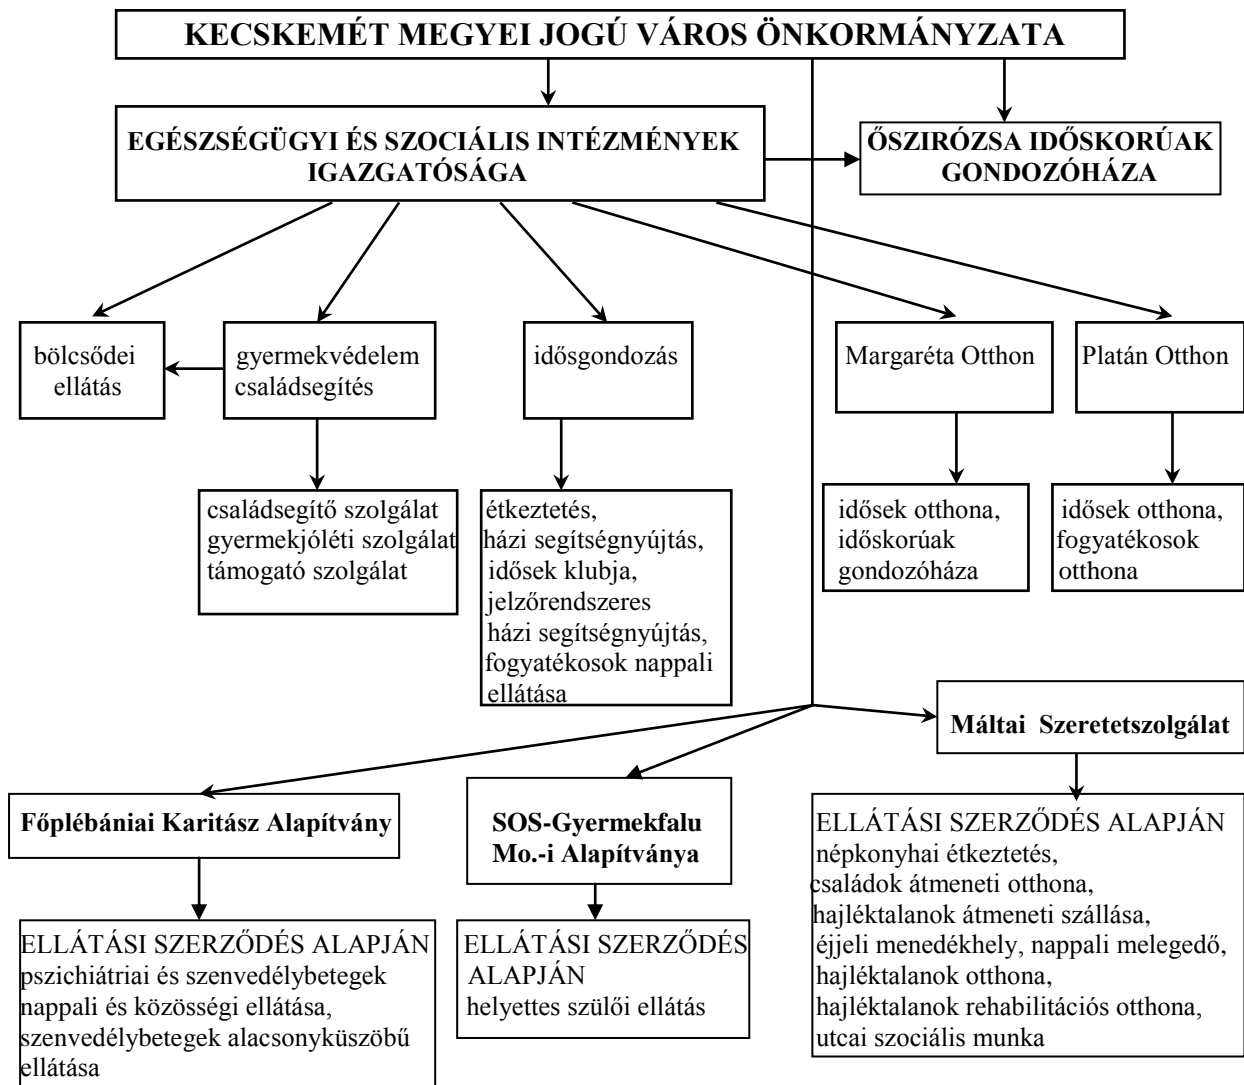 KECSKEMÉT MEGYEI JOGÚ VÁROS ÖNKORMÁNYZATA
EGÉSZSÉGÜGYI ÉS SZOCIÁLIS INTÉZMÉNYEK
IGAZGATÓSÁGA
ŐSZIRÓZSA IDŐSKORÚAK
GONDOZÓHÁZA
bölcsődei
ellátás
gyermekvédelem
családsegítés
idősgondozás
Margaréta Otthon
Platán Otthon
családsegítő szolgálat
gyermekjóléti szolgálat
támogató szolgálat
étkeztetés,
házi segítségnyújtás,
idősek klubja,
jelzőrendszeres
házi segítségnyújtás,
fogyatékosok nappali
ellátása
idősek otthona,
időskorúak
gondozóháza
idősek otthona,
fogyatékosok
otthona
Máltai Szeretetszolgálat
Főplébániai Karitász Alapítvány
SOS-Gyermekfalu
Mo.-i Alapítványa
ELLÁTÁSI SZERZŐDÉS ALAPJÁN
pszichiátriai és szenvedélybetegek
nappali és közösségi ellátása,
szenvedélybetegek alacsonyküszöbű
ellátása
ELLÁTÁSI SZERZŐDÉS
ALAPJÁN
helyettes szülői ellátás
ELLÁTÁSI SZERZŐDÉS ALAPJÁN
népkonyhai étkeztetés,
családok átmeneti otthona,
hajléktalanok átmeneti szállása,
éjjeli menedékhely, nappali melegedő,
hajléktalanok otthona,
hajléktalanok rehabilitációs otthona,
utcai szociális munka